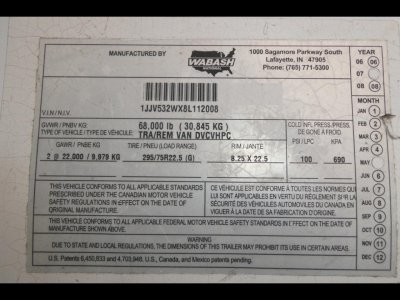 MANUFACTURED BY
WABASH
NATIONAL
1000 Sagamore Parkway South
Lafayette, IN 47905
Phone: (765) 771-5300
YEAR
06 06
07
08 08
1JJV532WX8L112008
V.I.N./N.I.V.
GVWR / PNBV KG:
68,000 lb ( 30,845 KG )
TRA/REM VAN DVCVHPC
COLD INFL PRESS/PRESS.
DE GONE À FROID
GAWR / PNBE KG:
TIRE / PNEU (LOAD RANGE)
RIM / JANTE
PSI / LPC
KPA
2 @ 22,000 / 9,979 KG
295/75R22.5 (G)
8.25 X 22.5
100
690
MONTH
JAN 1
FEB 2
MAR 3
APR 4
MAY 5
JUN 6
JUL 7
AUG 8
SEP 9
OCT 10
NOV 11
DEC 12
THIS VEHICLE CONFORMS TO ALL APPLICABLE STANDARDS
PRESCRIBED UNDER THE CANADIAN MOTOR VEHICLE
SAFETY REGULATIONS IN EFFECT ON THE DATE OF
ORIGINAL MANUFACTURE.
CE VÉHICULE EST CONFORME À TOUTES LES NORMES QUI
LUI SONT APPLICABLES EN VERTU DU RÈGLEMENT SUR LA
SÉCURITÉ DES VÉHICULES AUTOMOBILES DU CANADA EN
VIGUEUR À LA DATE DE SA FABRICATION D'ORIGINE.
THIS VEHICLE CONFORMS TO ALL APPLICABLE FEDERAL MOTOR VEHICLE SAFETY STANDARDS IN EFFECT ON THE DATE OF
MANUFACTURE SHOWN ABOVE.
WARNING
DUE TO STATE AND LOCAL REGULATIONS, THE DIMENSIONS OF THIS TRAILER MAY PROHIBIT ITS USE IN CERTAIN AREAS.
U.S. Patents 6,450,833 and 4,703,948, U.S., Canada, and Mexico patents pending.